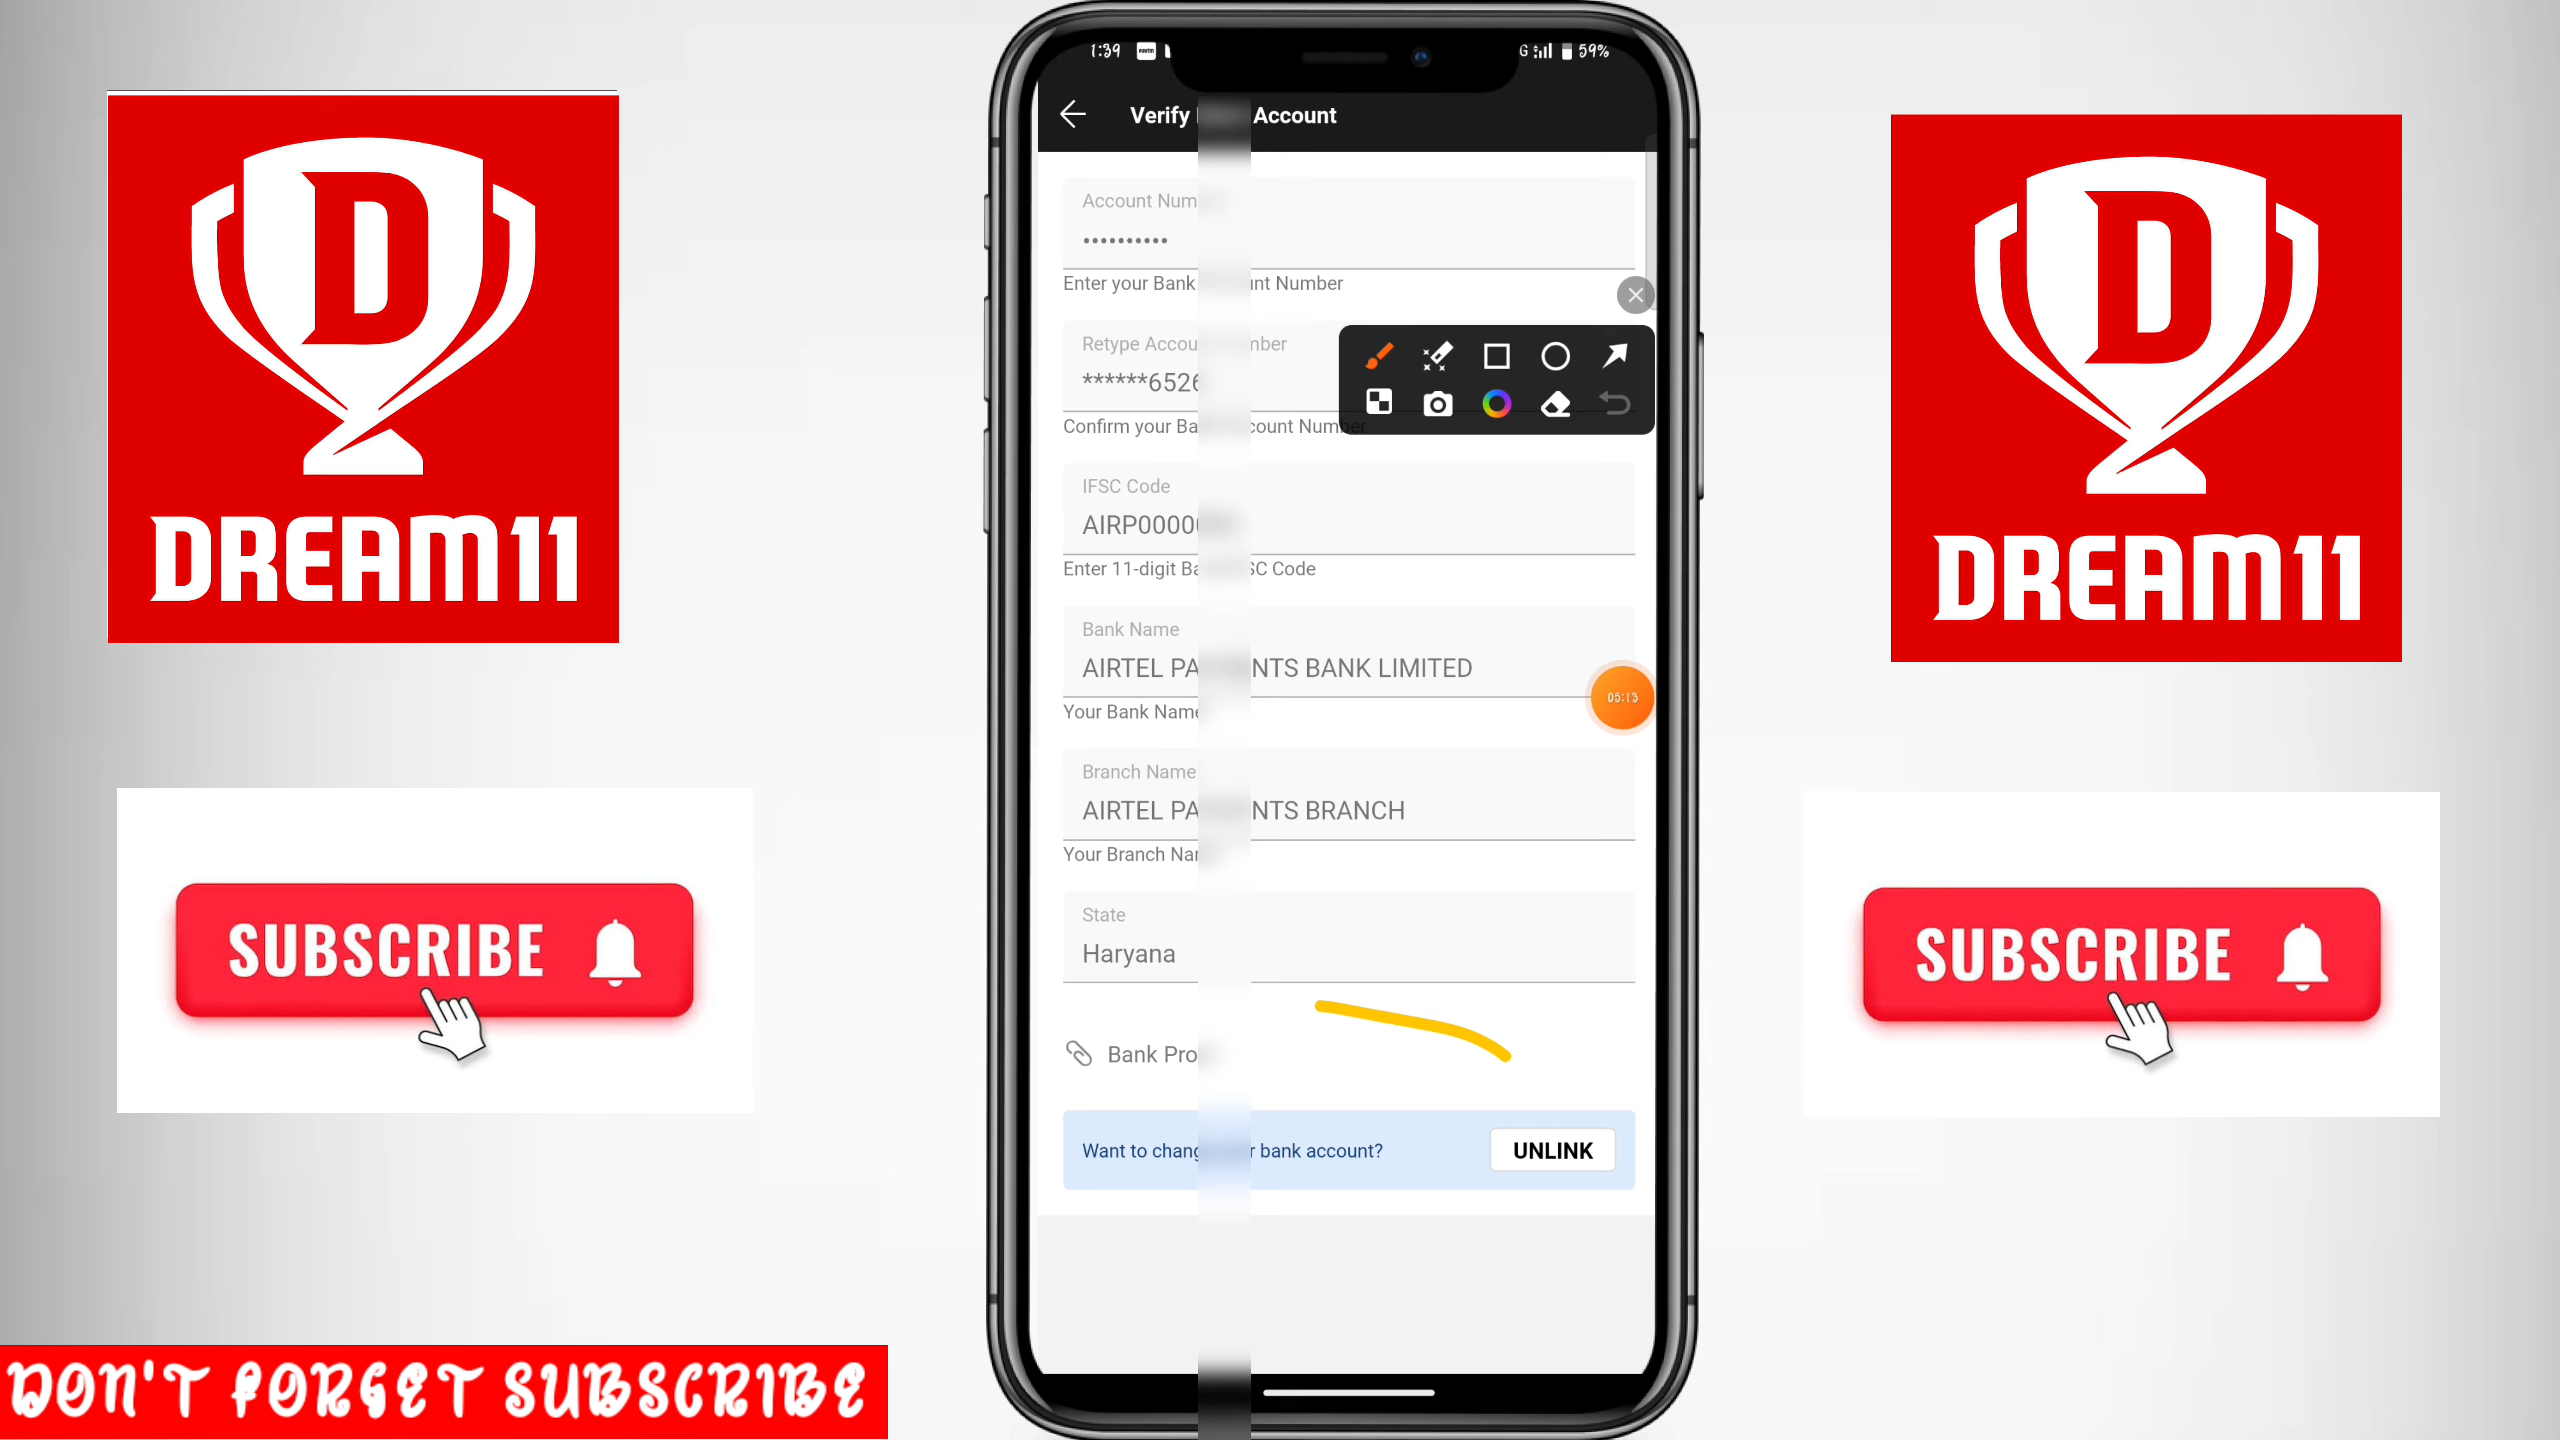 1:39
G
59%
Verify
Account
Account Num
••••••••••
Enter your Bank
nt Number
Retype Accou
nber
******6526
Confirm your Ba
count Number
IFSC Code
AIRP0000
Enter 11-digit Ba
SC Code
Bank Name
AIRTEL PA
NTS BANK LIMITED
Your Bank Name
05:13
Branch Name
AIRTEL PA
NTS BRANCH
Your Branch Nam
State
Haryana
Bank Pro
Want to chang
r bank account?
UNLINK
D
DREAM11
D
DREAM11
SUBSCRIBE
SUBSCRIBE
DON'T FORGET SUBSCRIBE